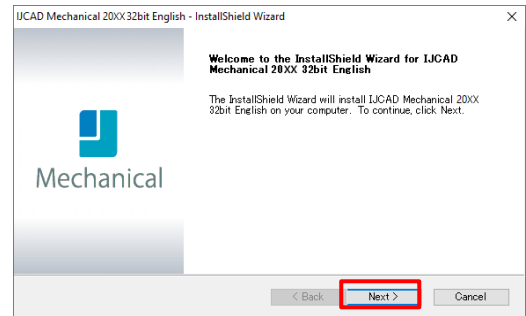 IJCAD Mechanical 20XX 32bit English - InstallShield Wizard
Welcome to the InstallShield Wizard for IJCAD
Mechanical 20XX 32bit English
The InstallShield Wizard will install IJCAD Mechanical 20XX
32bit English on your computer. To continue, click Next.
Mechanical
< Back
Next >
Cancel